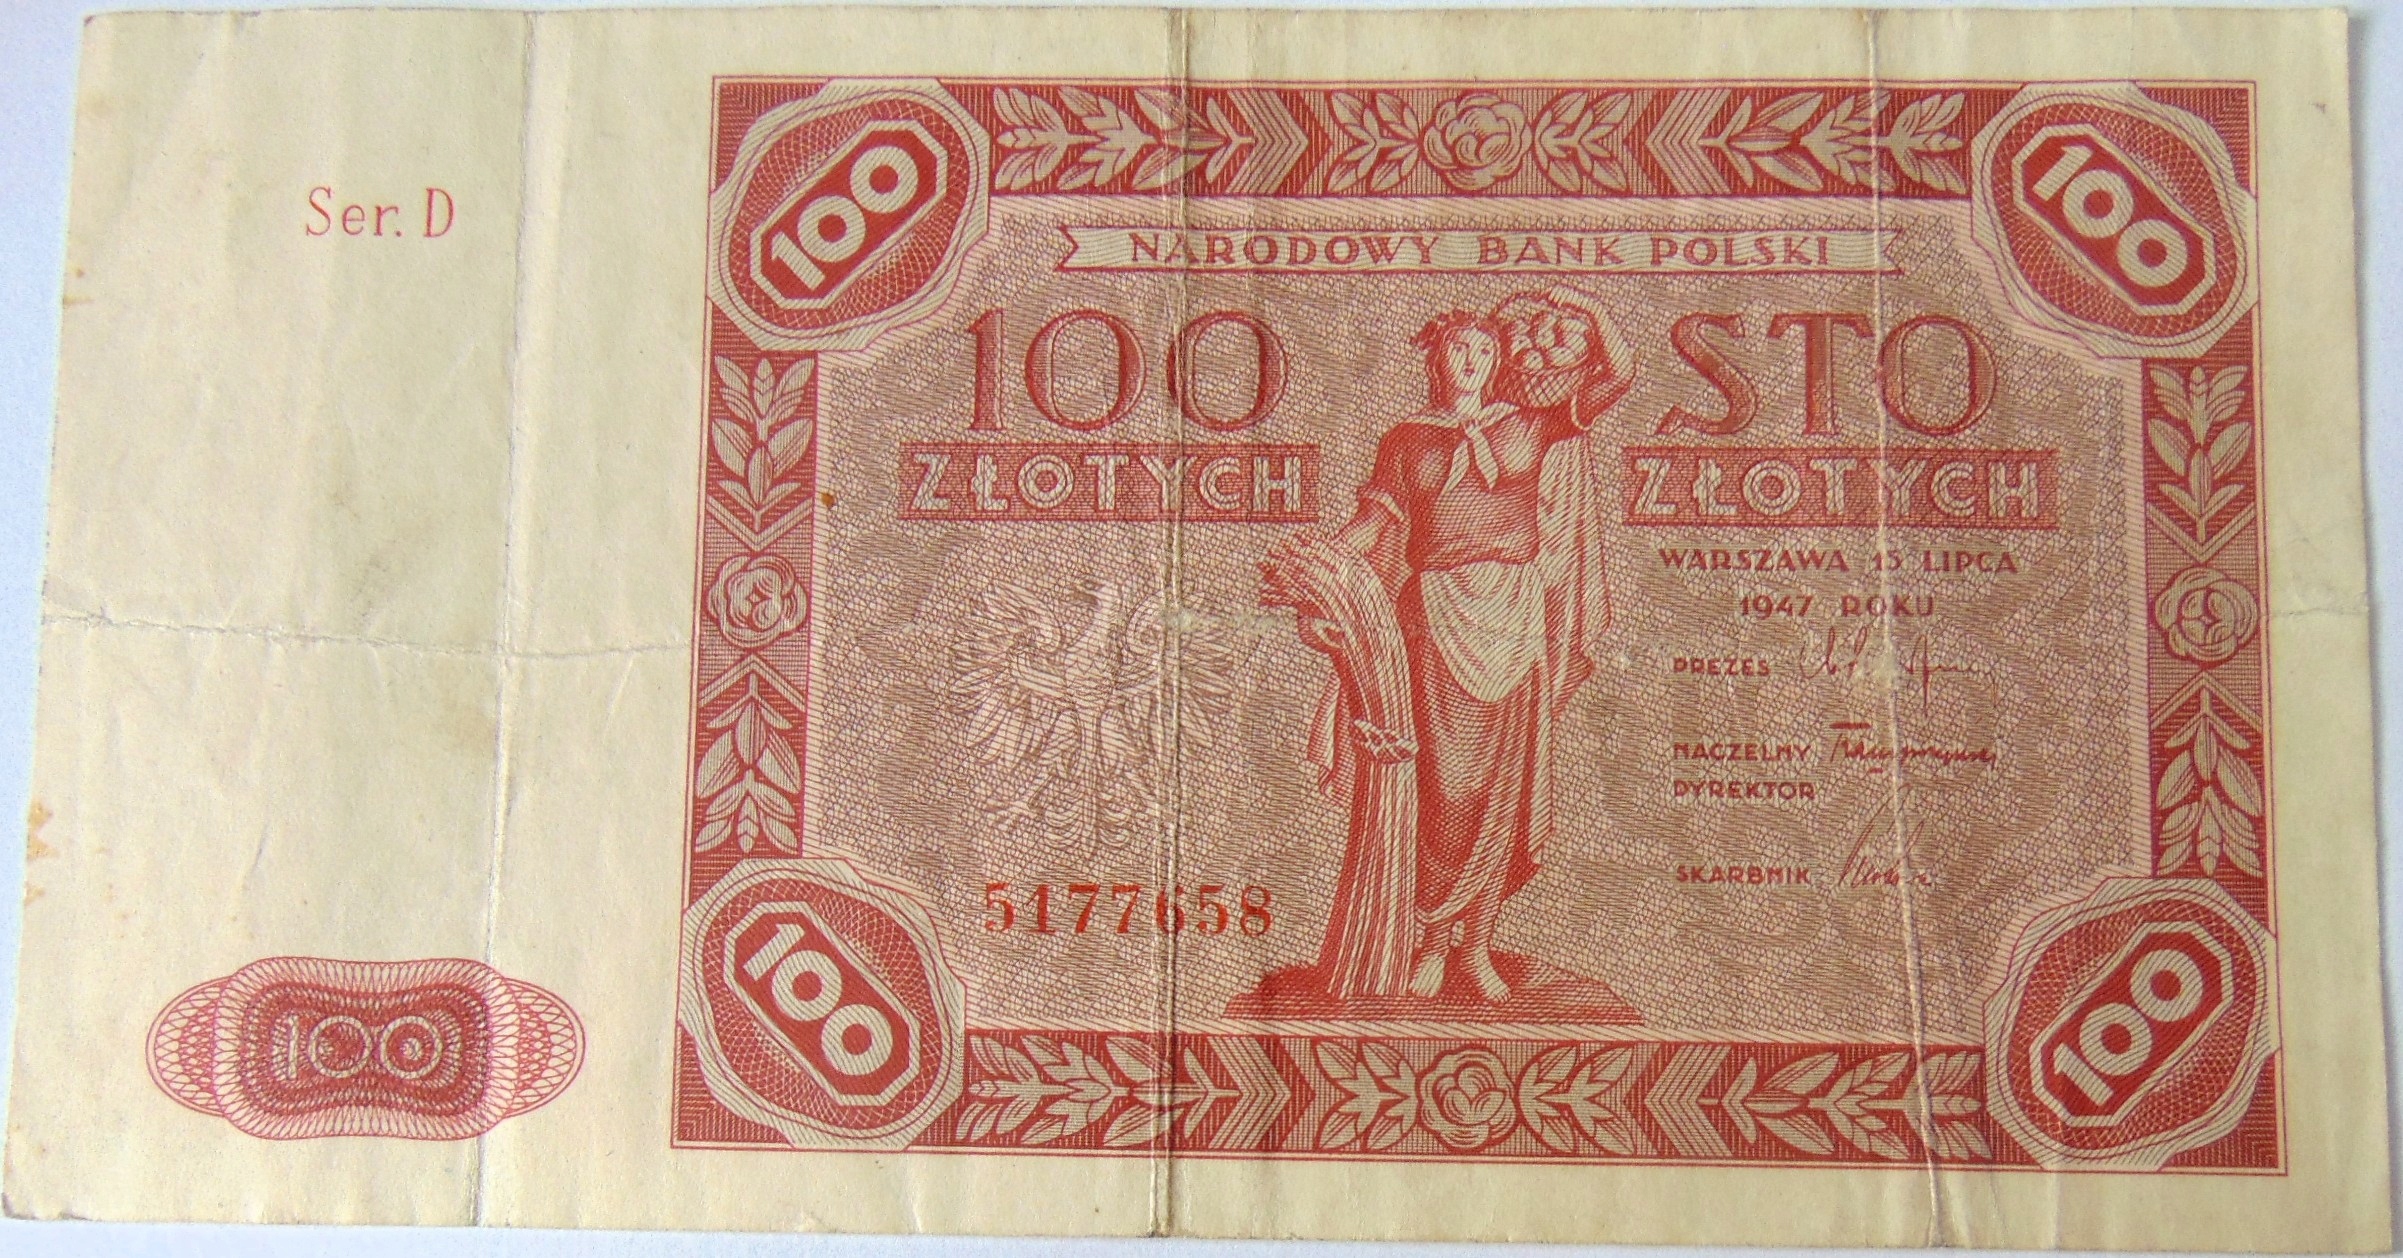 Ser. D
100
100
NARODOWY BANK POLSKI
100 STO
ZŁOTYCH ZŁOTYCH
WARSZAWA 15 LIPCA
1947 ROKU
PREZES
NACZELNY
DYREKTOR
SKARBNIK
5177658
100
100
100